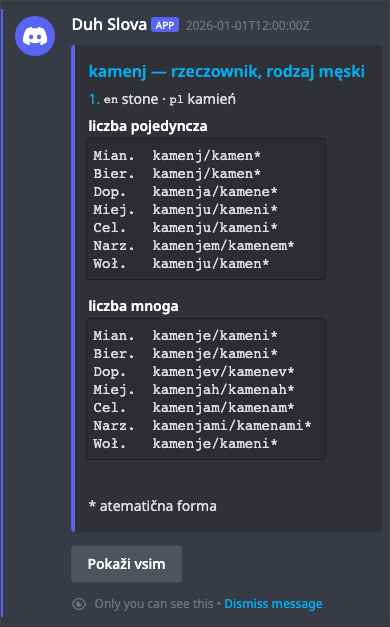 Duh Slova APP 2026-01-01T12:00:00Z
kamenj — rzeczownik, rodzaj męski
1. en stone · pl kamień
liczba pojedyncza
Mian. kamenj/kamen*
Bier. kamenj/kamen*
Dop. kamenja/kamene*
Miej. kamenju/kameni*
Cel. kamenju/kameni*
Narz. kamenjem/kamenem*
Woł. kamenju/kamen*
liczba mnoga
Mian. kamenje/kameni*
Bier. kamenje/kameni*
Dop. kamenjev/kamenev*
Miej. kamenjah/kamenah*
Cel. kamenjam/kamenam*
Narz. kamenjami/kamenami*
Woł. kamenje/kameni*
* atematična forma
Pokaži vsim
Only you can see this • Dismiss message